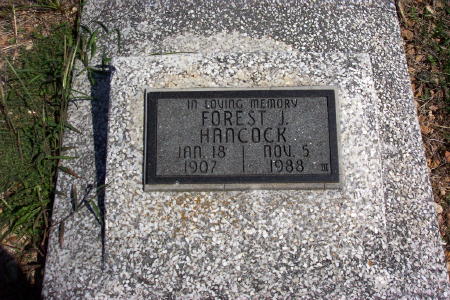 IN LOVING MEMORY
FOREST J.
HANCOCK
JAN. 18 NOV. 5
1907 1988